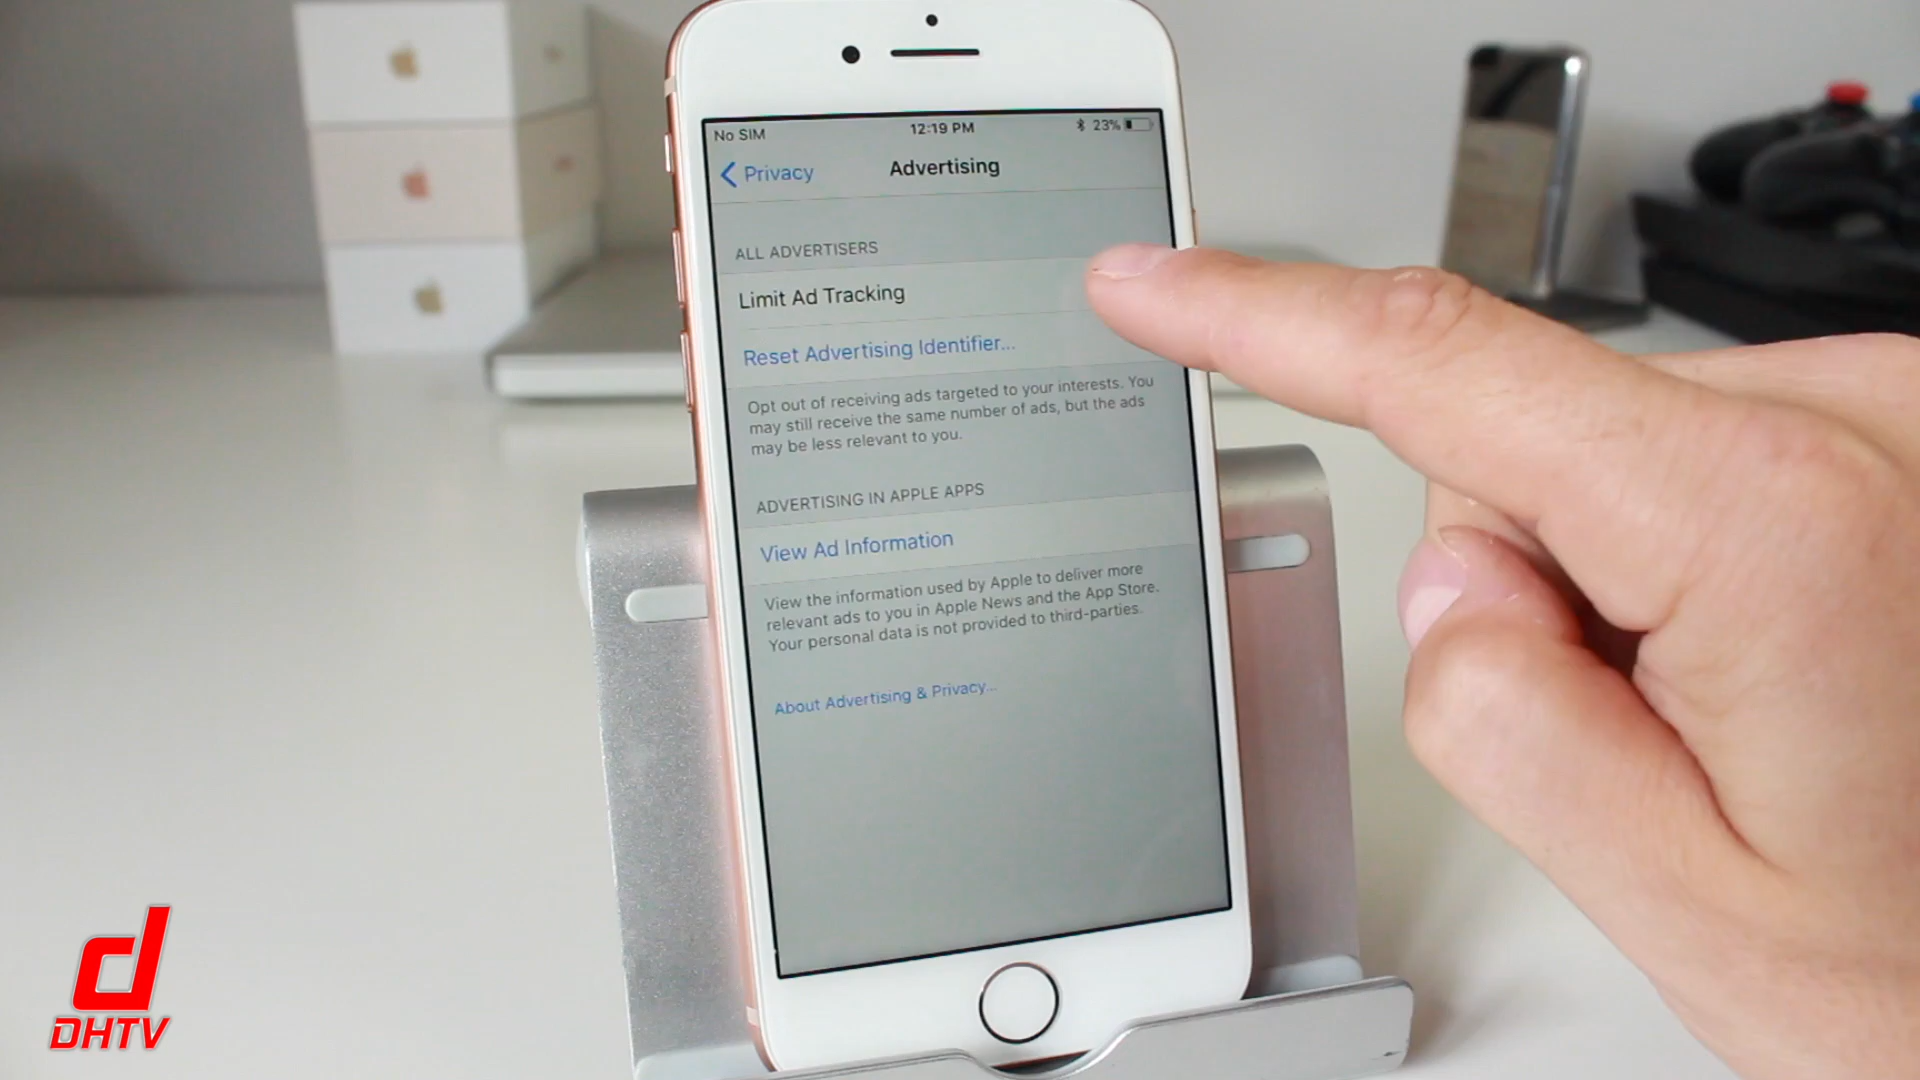 No SIM 12:19 PM 23%
Privacy Advertising
ALL ADVERTISERS
Limit Ad Tracking
Reset Advertising Identifier...
Opt out of receiving ads targeted to your interests. You
may still receive the same number of ads, but the ads
may be less relevant to you.
ADVERTISING IN APPLE APPS
View Ad Information
View the information used by Apple to deliver more
relevant ads to you in Apple News and the App Store.
Your personal data is not provided to third-parties.
About Advertising & Privacy...
d
DHTV